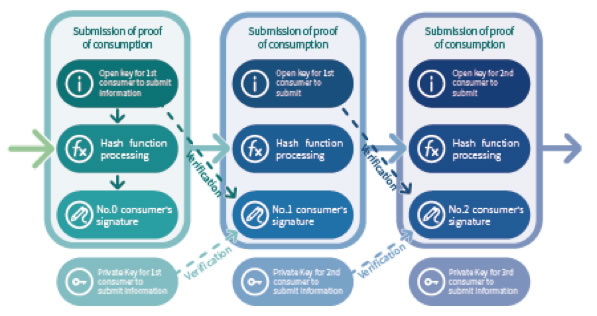 Submission of proof
of consumption
Open key for 1st
consumer to submit
information
fx
Hash function
processing
No.0 consumer's
signature
Private Key for 1st
consumer to
submit information
Verification
Verification
Submission of proof
of consumption
Open key for 1st
consumer to
submit
fx
Hash function
processing
No.1 consumer's
signature
Private Key for 2nd
consumer to
submit information
Verification
Verification
Submission of proof
of consumption
Open key for 2nd
consumer to
submit
fx
Hash function
processing
No.2 consumer's
signature
Private Key for 3rd
consumer to
submit information